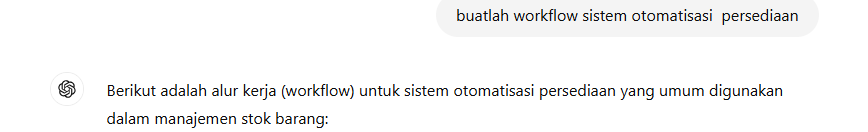 buatlah workflow sistem otomatisasi  persediaan
Berikut adalah alur kerja (workflow) untuk sistem otomatisasi persediaan yang umum digunakan
dalam manajemen stok barang: